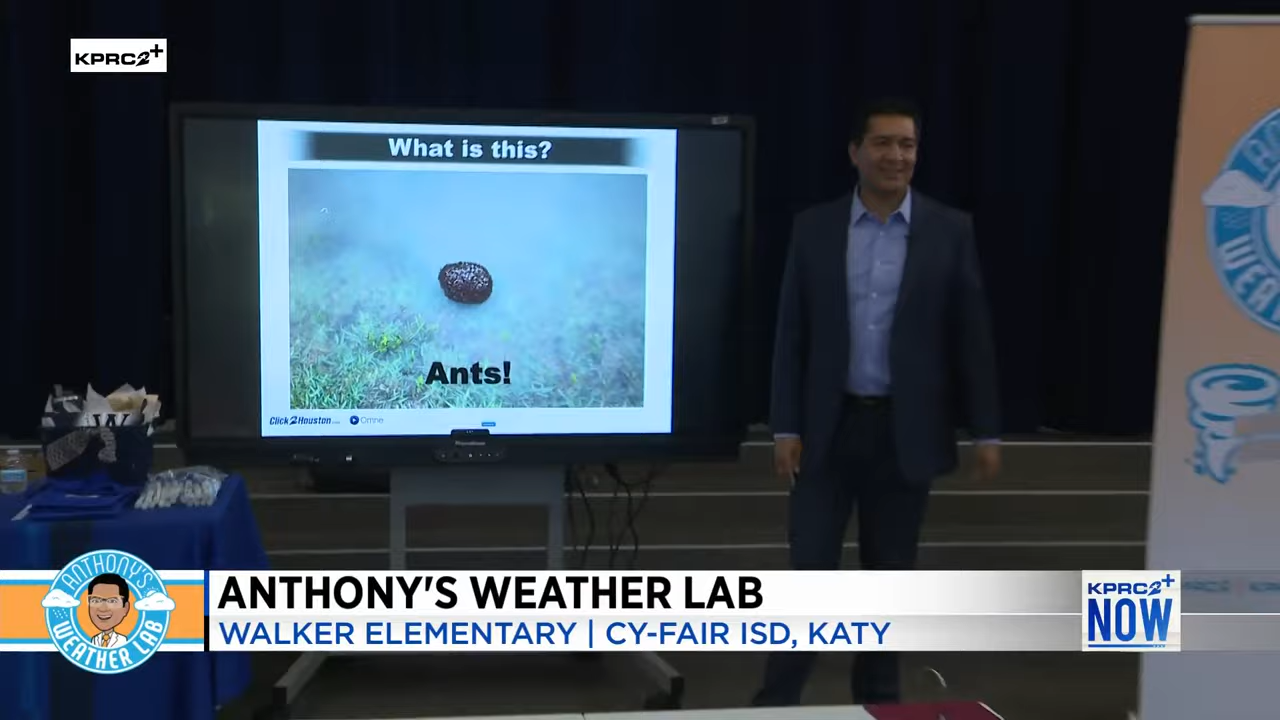 KPRC2+
What is this?
Ants!
Click2Houston
W
ANTHONY'S WEATHER LAB
ANTHONY'S WEATHER LAB
WALKER ELEMENTARY | CY-FAIR ISD, KATY
KPRC2+
NOW